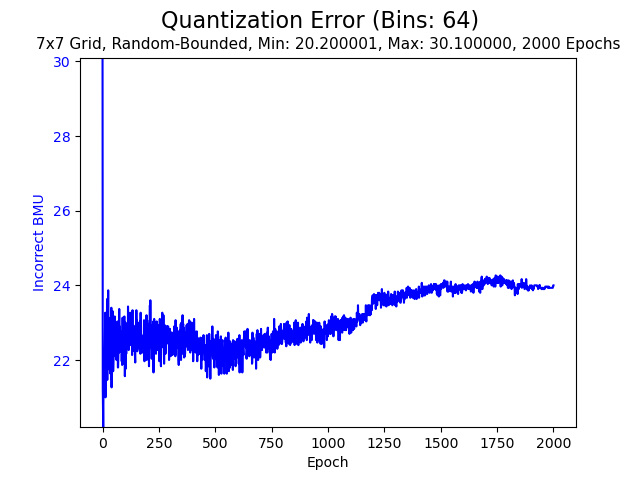 Quantization Error (Bins: 64)
7x7 Grid, Random-Bounded, Min: 20.200001, Max: 30.100000, 2000 Epochs
30
28
26
24
22
Incorrect BMU
0 250 500 750 1000 1250 1500 1750 2000
Epoch